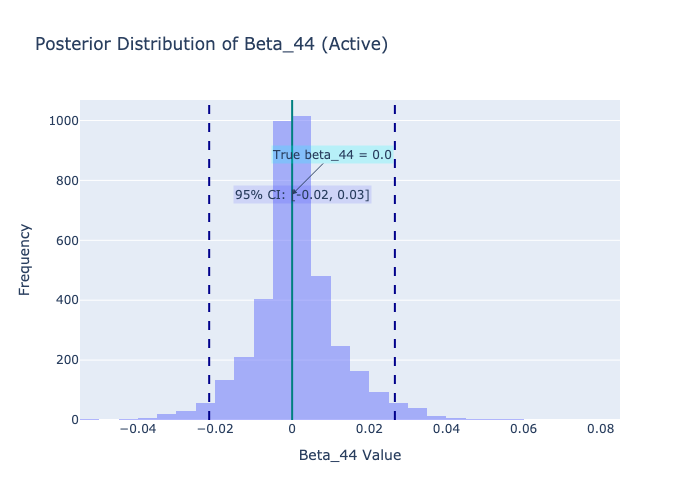 Posterior Distribution of Beta_44 (Active)
1000
800
600
400
200
0
Frequency
True beta_44 = 0.0
95% CI: [-0.02, 0.03]
−0.04
−0.02
0
0.02
0.04
0.06
0.08
Beta_44 Value